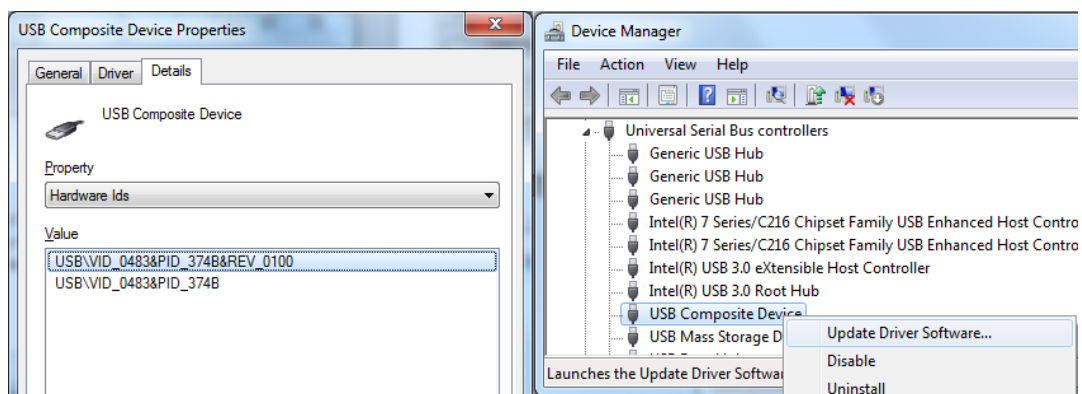 USB Composite Device Properties
General Driver Details
USB Composite Device
Property
Hardware Ids
Value
USB\VID_0483&PID_374B&REV_0100
USB\VID_0483&PID_374B
Device Manager
File Action View Help
Universal Serial Bus controllers
Generic USB Hub
Generic USB Hub
Generic USB Hub
Intel(R) 7 Series/C216 Chipset Family USB Enhanced Host Contro
Intel(R) 7 Series/C216 Chipset Family USB Enhanced Host Contro
Intel(R) USB 3.0 eXtensible Host Controller
Intel(R) USB 3.0 Root Hub
USB Composite Device
USB Mass Storage D
Launches the Update Driver Softwa
Update Driver Software...
Disable
Uninstall